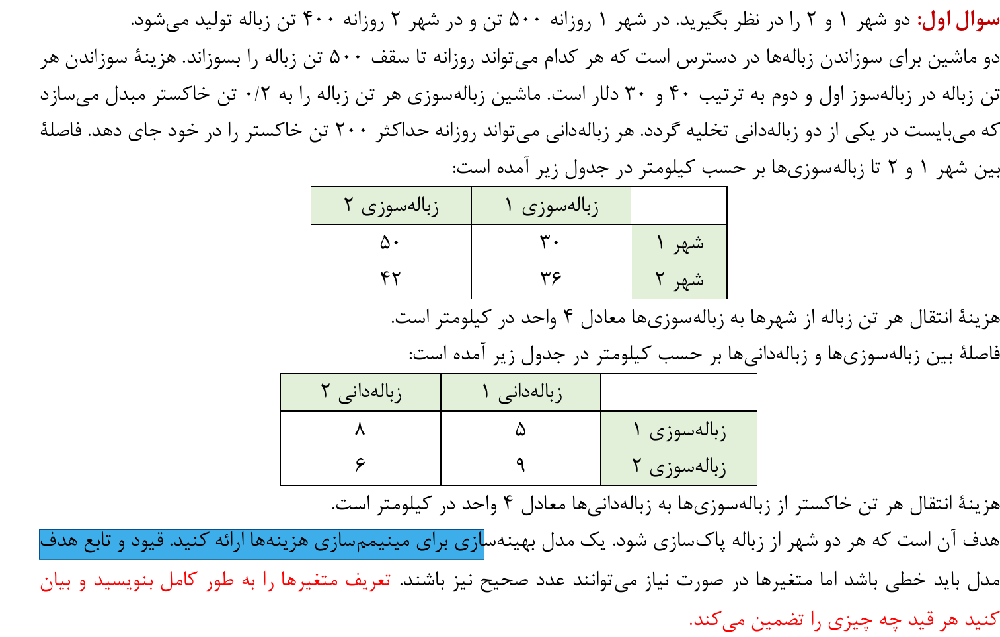 سوال اول: دو شهر ۱ و ۲ را در نظر بگیرید. در شهر ۱ روزانه ۵۰۰ تن و در شهر ۲ روزانه ۴۰۰ تن زباله تولید می‌شود.
دو ماشین برای سوزاندن زباله‌ها در دسترس است که هر کدام می‌تواند روزانه تا سقف ۵۰۰ تن زباله را بسوزاند. هزینهٔ سوزاندن هر
تن زباله در زباله‌سوز اول و دوم به ترتیب ۴۰ و ۳۰ دلار است. ماشین زباله‌سوزی هر تن زباله را به ۰/۲ تن خاکستر مبدل می‌سازد
که می‌بایست در یکی از دو زباله‌دانی تخلیه گردد. هر زباله‌دانی می‌تواند روزانه حداکثر ۲۰۰ تن خاکستر را در خود جای دهد. فاصلهٔ
بین شهر ۱ و ۲ تا زباله‌سوزی‌ها بر حسب کیلومتر در جدول زیر آمده است:
زباله‌سوزی ۱ زباله‌سوزی ۲
شهر ۱ ۳۰ ۵۰
شهر ۲ ۳۶ ۴۲
هزینهٔ انتقال هر تن زباله از شهرها به زباله‌سوزی‌ها معادل ۴ واحد در کیلومتر است.
فاصلهٔ بین زباله‌سوزی‌ها و زباله‌دانی‌ها بر حسب کیلومتر در جدول زیر آمده است:
زباله‌دانی ۱ زباله‌دانی ۲
زباله‌سوزی ۱ ۵ ۸
زباله‌سوزی ۲ ۹ ۶
هزینهٔ انتقال هر تن خاکستر از زباله‌سوزی‌ها به زباله‌دانی‌ها معادل ۴ واحد در کیلومتر است.
هدف آن است که هر دو شهر از زباله پاک‌سازی شود. یک مدل بهینه‌سازی برای مینیمم‌سازی هزینه‌ها ارائه کنید. قیود و تابع هدف
مدل باید خطی باشد اما متغیرها در صورت نیاز می‌توانند عدد صحیح نیز باشند. تعریف متغیرها را به طور کامل بنویسید و بیان
کنید هر قید چه چیزی را تضمین می‌کند.